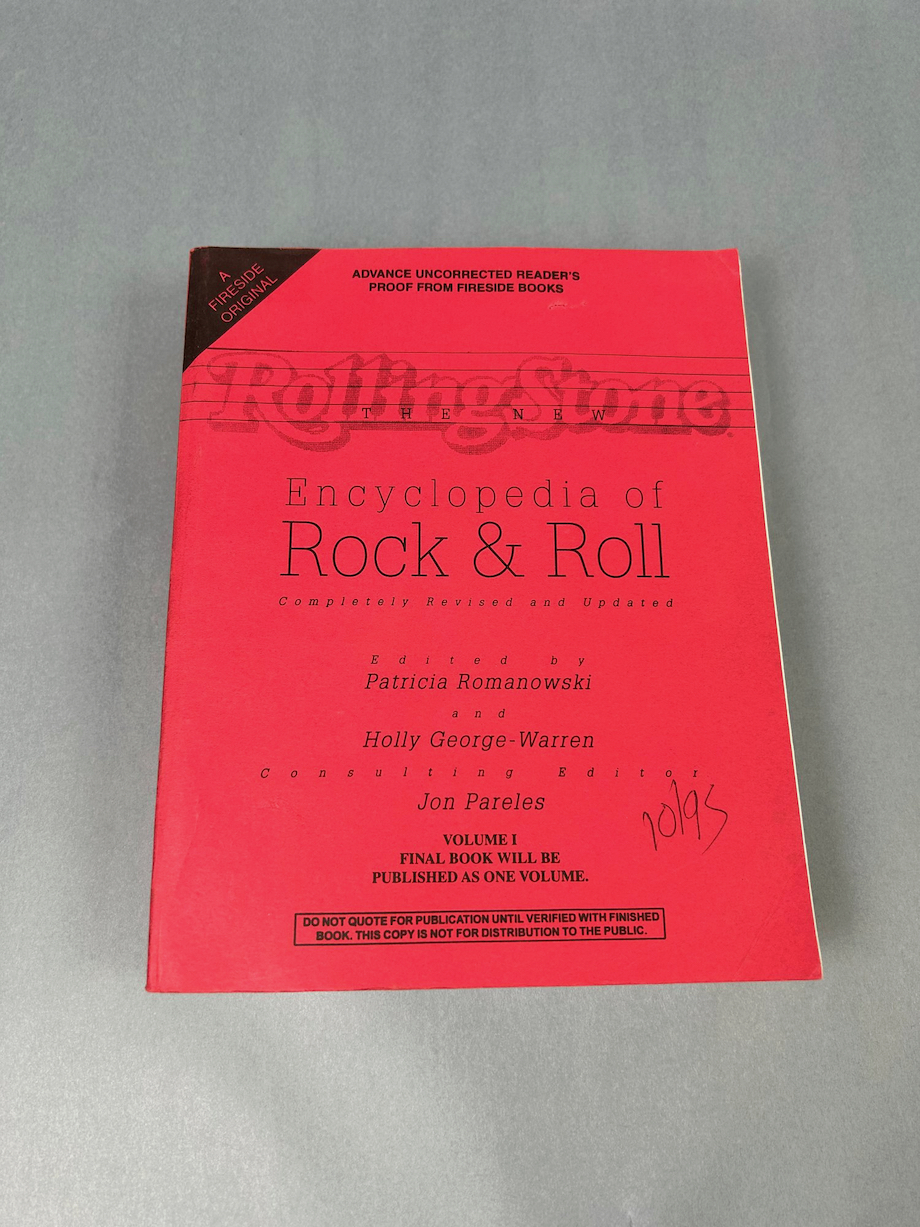 A
FIRESIDE
ORIGINAL
ADVANCE UNCORRECTED READER'S
PROOF FROM FIRESIDE BOOKS
RollingStone
THE NEW
Encyclopedia of
Rock & Roll
Completely Revised and Updated
Edited by
Patricia Romanowski
and
Holly George-Warren
Consulting Editor
Jon Pareles
10/95
VOLUME I
FINAL BOOK WILL BE
PUBLISHED AS ONE VOLUME.
DO NOT QUOTE FOR PUBLICATION UNTIL VERIFIED WITH FINISHED
BOOK. THIS COPY IS NOT FOR DISTRIBUTION TO THE PUBLIC.